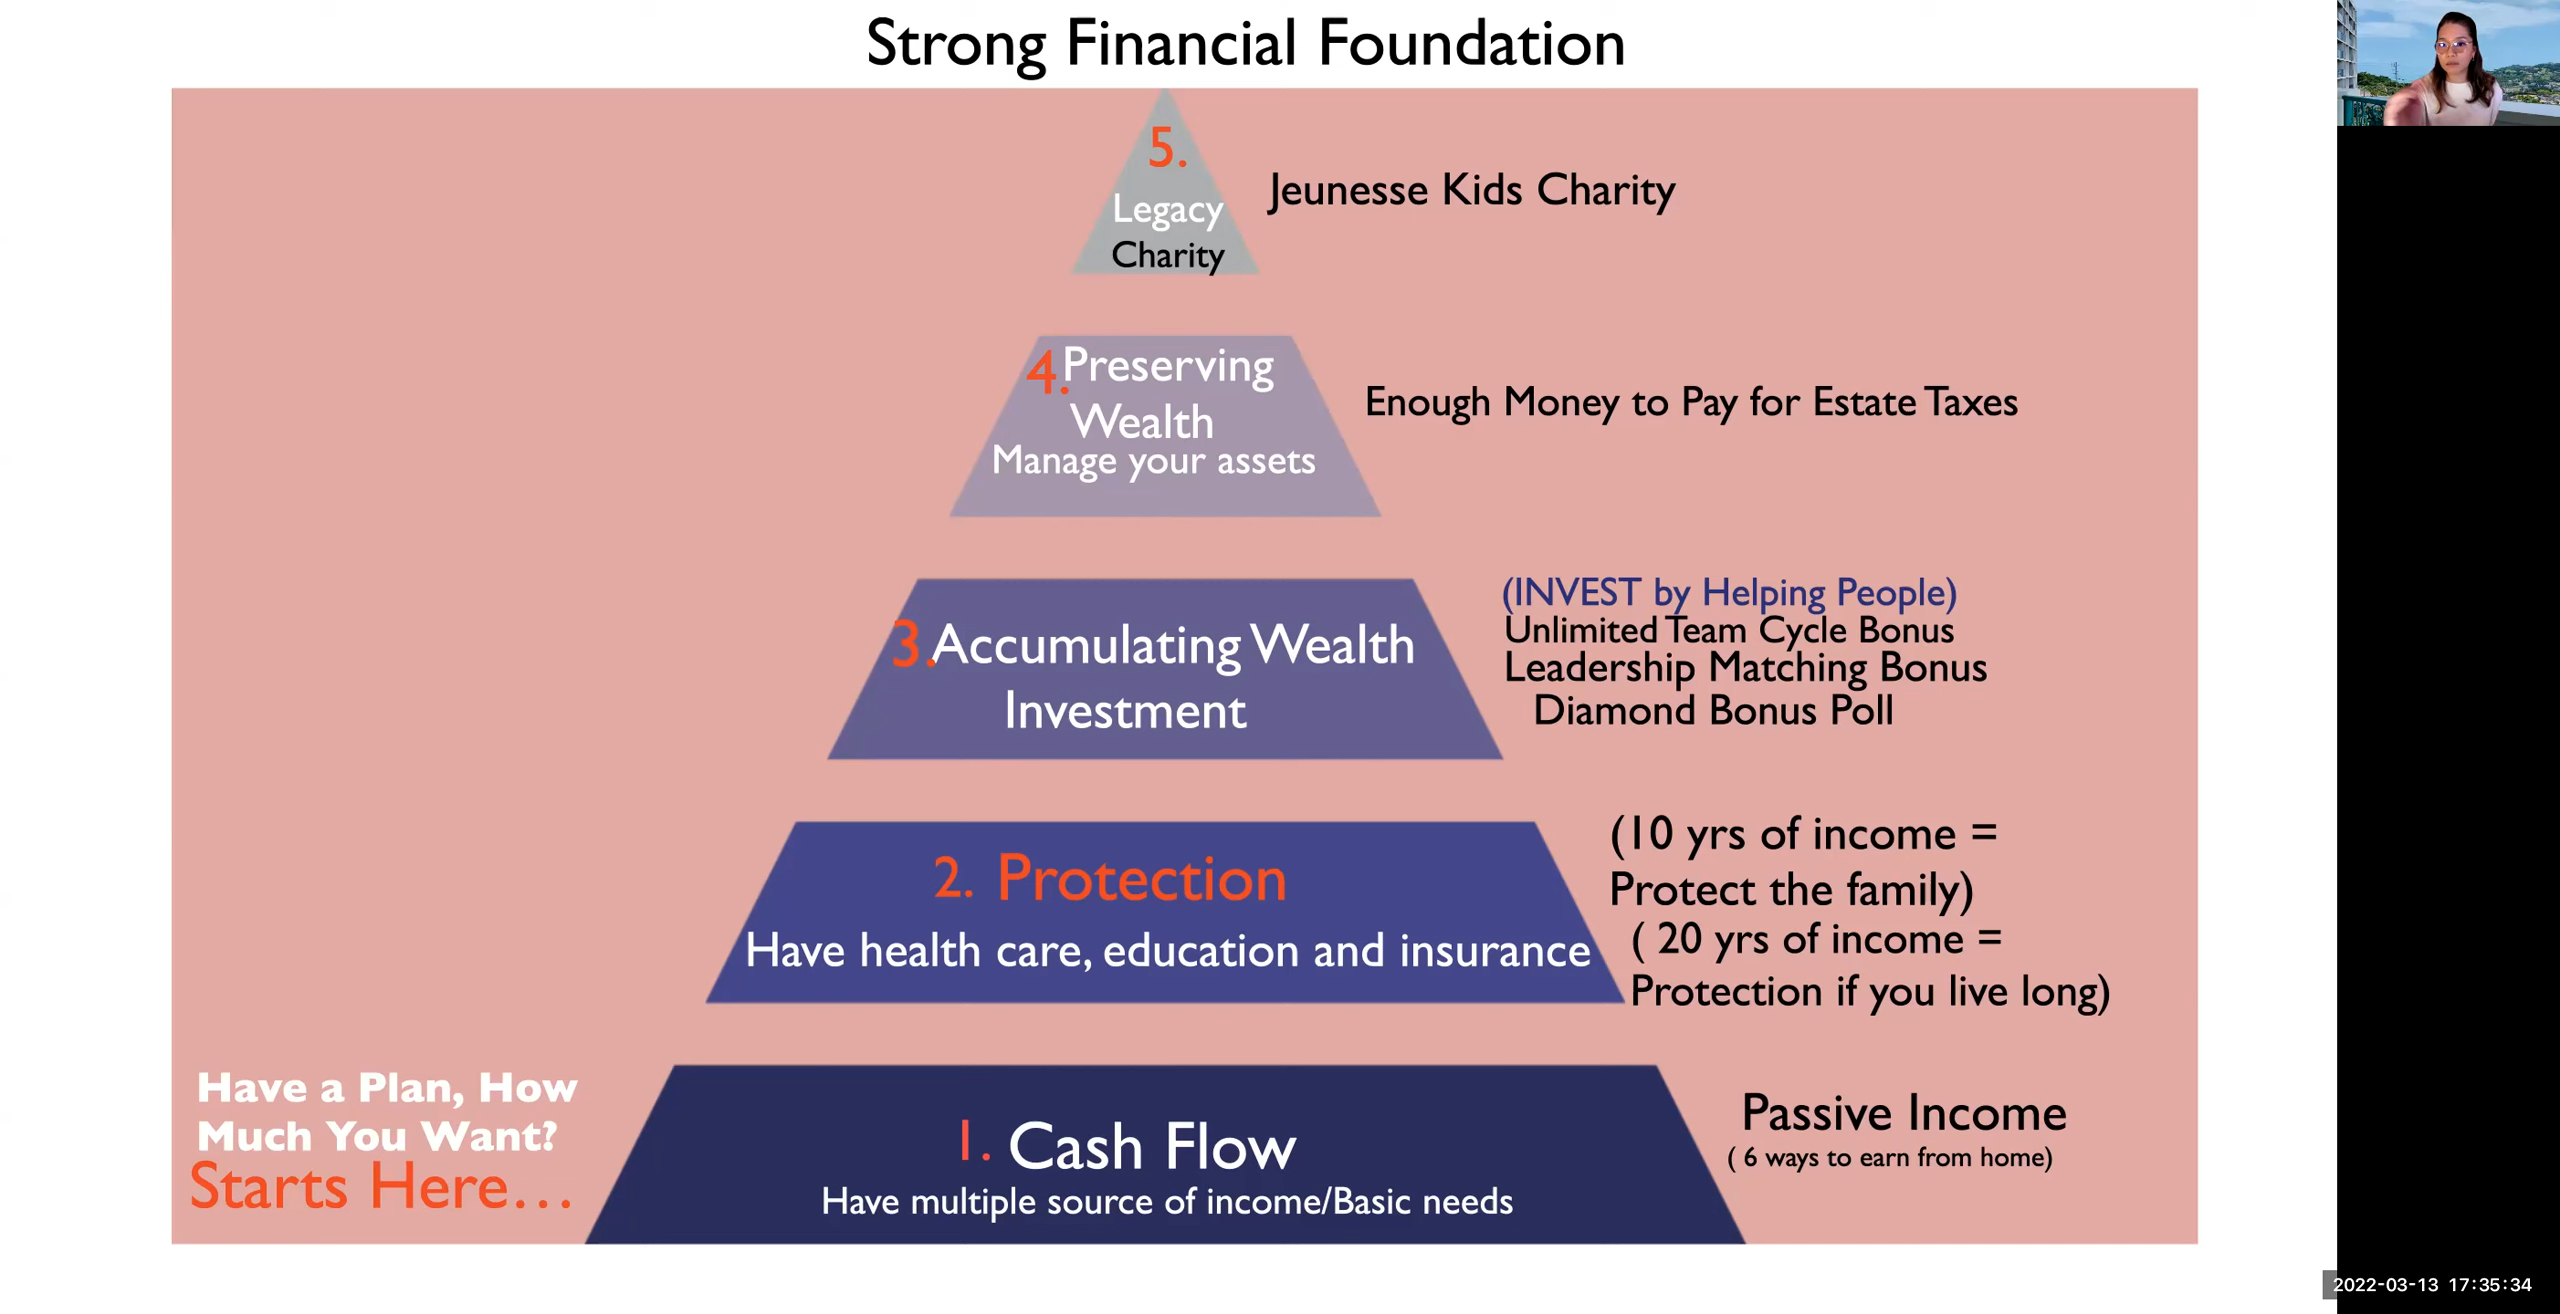 Strong Financial Foundation
5.
Legacy
Charity
Jeunesse Kids Charity
4. Preserving
Wealth
Manage your assets
Enough Money to Pay for Estate Taxes
3. Accumulating Wealth
Investment
(INVEST by Helping People)
Unlimited Team Cycle Bonus
Leadership Matching Bonus
Diamond Bonus Poll
2. Protection
Have health care, education and insurance
(10 yrs of income =
Protect the family)
( 20 yrs of income =
Protection if you live long)
Have a Plan, How
Much You Want?
Starts Here...
1. Cash Flow
Have multiple source of income/Basic needs
Passive Income
( 6 ways to earn from home)
2022-03-13 17:35:34